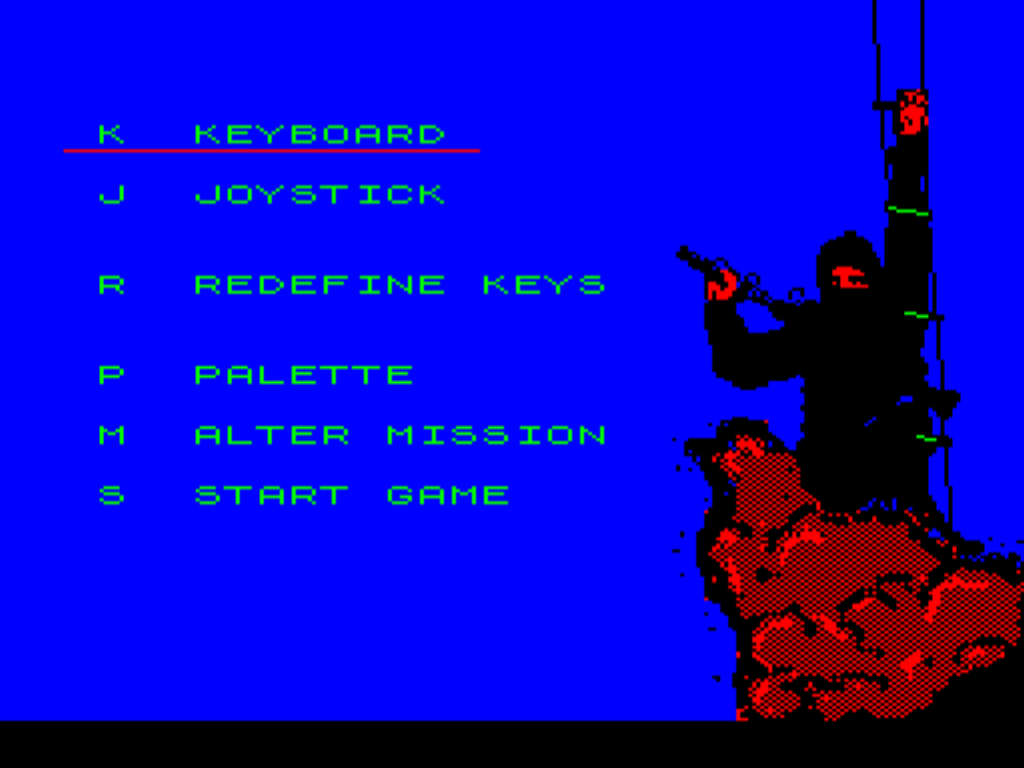 K KEYBOARD
J JOYSTICK
R REDEFINE KEYS
P PALETTE
M ALTER MISSION
S START GAME